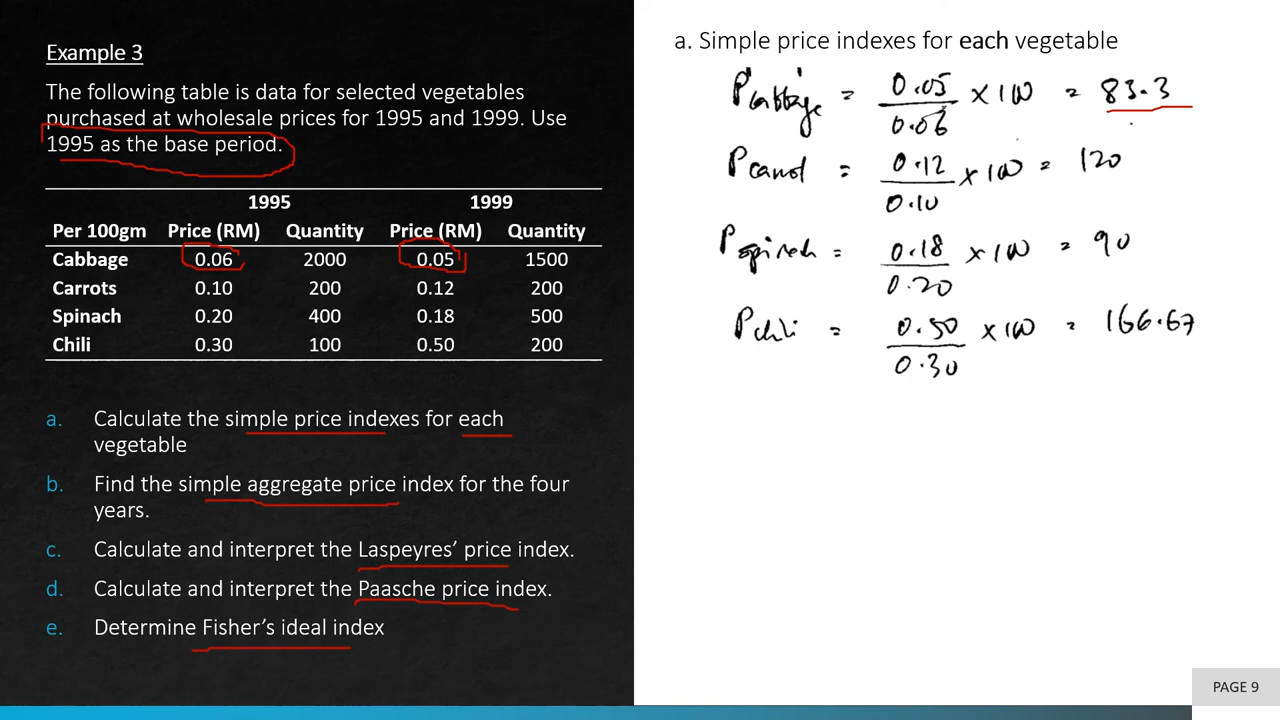 Example 3
The following table is data for selected vegetables
purchased at wholesale prices for 1995 and 1999. Use
1995 as the base period.
1995 1999
Per 100gm Price (RM) Quantity Price (RM) Quantity
Cabbage 0.06 2000 0.05 1500
Carrots 0.10 200 0.12 200
Spinach 0.20 400 0.18 500
Chili 0.30 100 0.50 200
a. Calculate the simple price indexes for each
vegetable
b. Find the simple aggregate price index for the four
years.
c. Calculate and interpret the Laspeyres’ price index.
d. Calculate and interpret the Paasche price index.
e. Determine Fisher’s ideal index
a. Simple price indexes for each vegetable
Pcabbage = 0.05 × 100 = 83.3
0.06
Pcarrot = 0.12 × 100 = 120
0.10
Pspinach = 0.18 × 100 = 90
0.20
Pchili = 0.50 × 100 = 166.67
0.30
PAGE 9